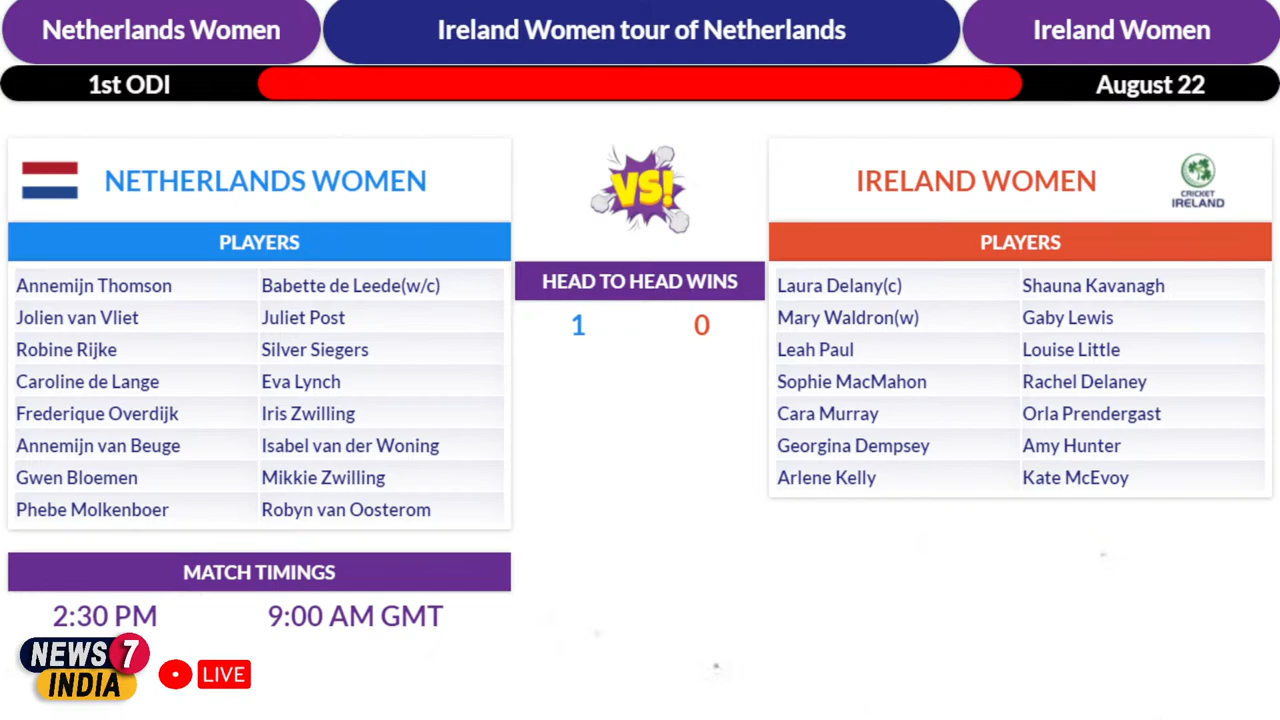 Netherlands Women Ireland Women tour of Netherlands Ireland Women
1st ODI August 22
NETHERLANDS WOMEN
PLAYERS
Annemijn Thomson Babette de Leede(w/c)
Jolien van Vliet Juliet Post
Robine Rijke Silver Siegers
Caroline de Lange Eva Lynch
Frederique Overdijk Iris Zwilling
Annemijn van Beuge Isabel van der Woning
Gwen Bloemen Mikkie Zwilling
Phebe Molkenboer Robyn van Oosterom
VS!
HEAD TO HEAD WINS
1 0
IRELAND WOMEN
CRICKET
IRELAND
PLAYERS
Laura Delany(c) Shauna Kavanagh
Mary Waldron(w) Gaby Lewis
Leah Paul Louise Little
Sophie MacMahon Rachel Delaney
Cara Murray Orla Prendergast
Georgina Dempsey Amy Hunter
Arlene Kelly Kate McEvoy
MATCH TIMINGS
2:30 PM 9:00 AM GMT
NEWS 7
INDIA
LIVE